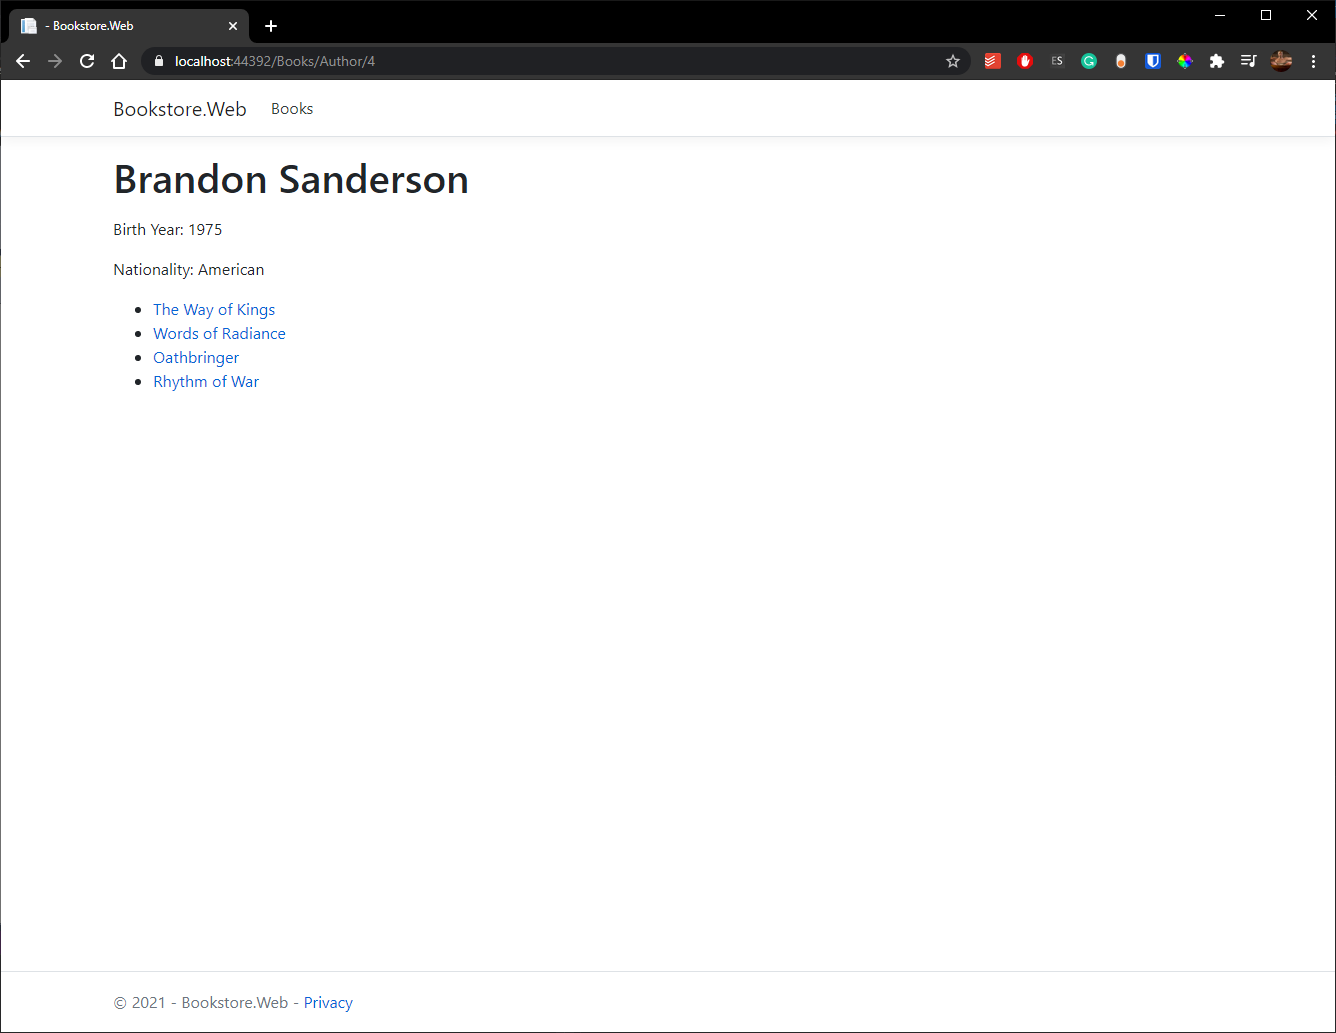 - Bookstore.Web
localhost:44392/Books/Author/4
ES
Bookstore.Web Books
Brandon Sanderson
Birth Year: 1975
Nationality: American
The Way of Kings
Words of Radiance
Oathbringer
Rhythm of War
© 2021 - Bookstore.Web - Privacy